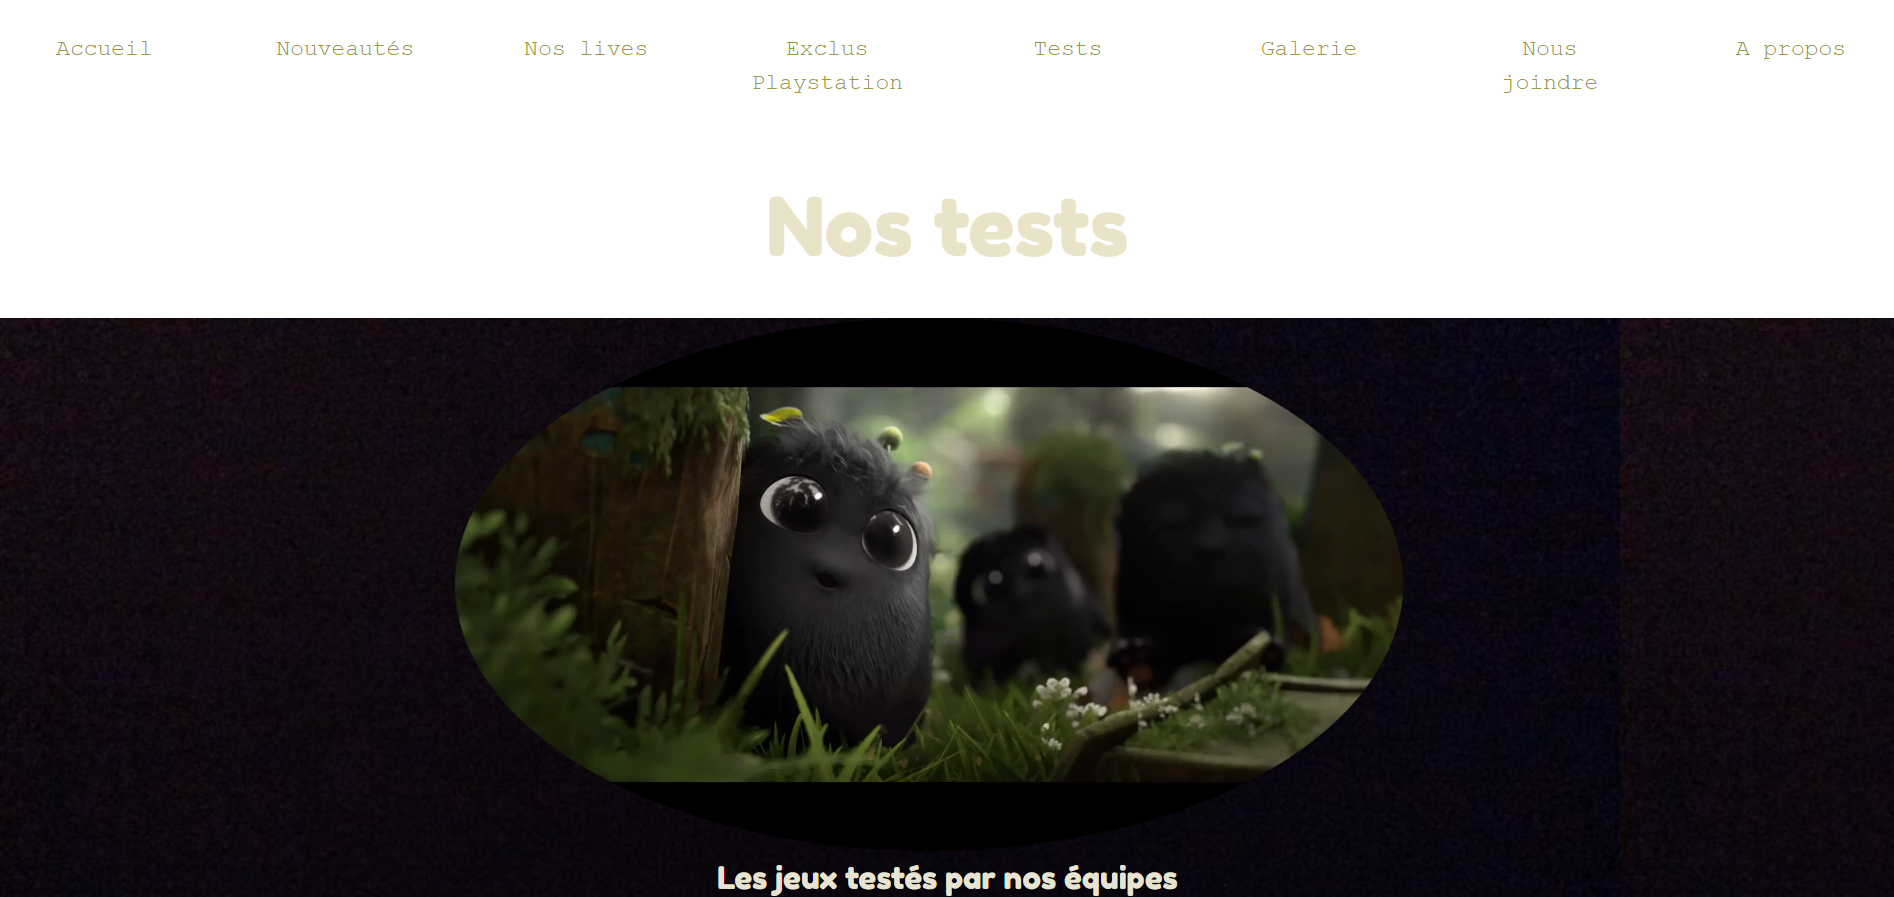 Accueil Nouveautés Nos lives Exclus Tests Galerie Nous A propos
Playstation joindre
Nos tests
Les jeux testés par nos équipes